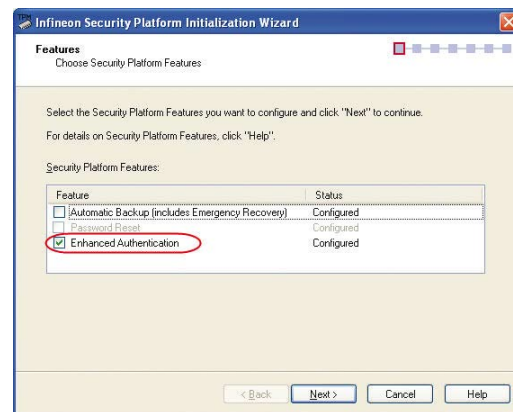 TPM
Infineon Security Platform Initialization Wizard
Features
Choose Security Platform Features
Select the Security Platform Features you want to configure and click "Next" to continue.
For details on Security Platform Features, click "Help".
Security Platform Features:
Feature Status
Automatic Backup (includes Emergency Recovery) Configured
Password Reset Configured
Enhanced Authentication Configured
< Back Next > Cancel Help